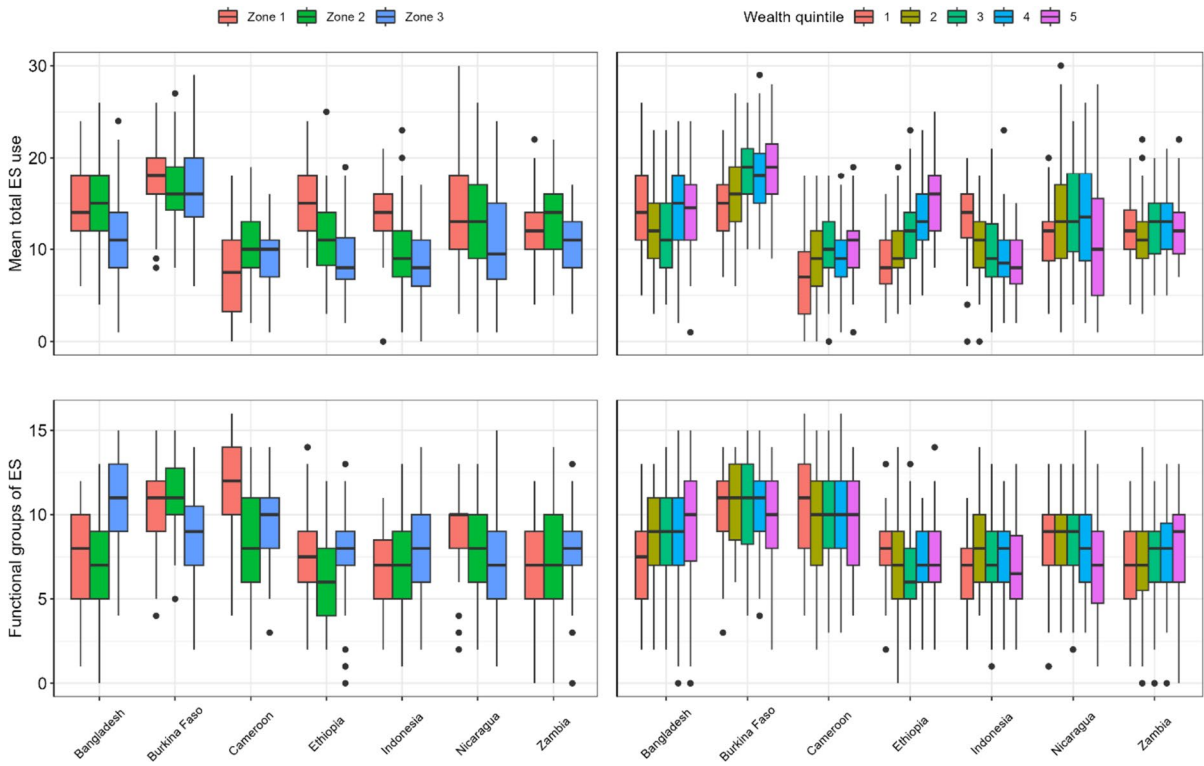 Zone 1 Zone 2 Zone 3
Wealth quintile 1 2 3 4 5
Mean total ES use
30
20
10
0
Functional groups of ES
15
10
5
0
Bangladesh Burkina Faso Cameroon Ethiopia Indonesia Nicaragua Zambia
Bangladesh Burkina Faso Cameroon Ethiopia Indonesia Nicaragua Zambia